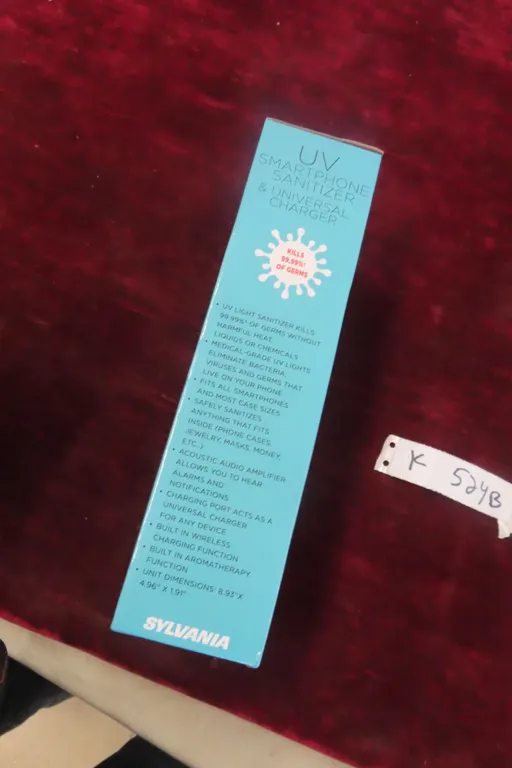 UV
SMARTPHONE
SANITIZER
& UNIVERSAL
CHARGER
KILLS
99.99%†
OF GERMS
• UV LIGHT SANITIZER KILLS
99.99%† OF GERMS WITHOUT
HARMFUL HEAT,
LIQUIDS OR CHEMICALS
• MEDICAL-GRADE UV LIGHTS
ELIMINATE BACTERIA,
VIRUSES AND GERMS THAT
LIVE ON YOUR PHONE
• FITS ALL SMARTPHONES
AND MOST CASE SIZES
• SAFELY SANITIZES
ANYTHING THAT FITS
INSIDE (PHONE CASES,
JEWELRY, MASKS, MONEY
ETC.)
• ACOUSTIC AUDIO AMPLIFIER
ALLOWS YOU TO HEAR
ALARMS AND
NOTIFICATIONS
• CHARGING PORT ACTS AS A
UNIVERSAL CHARGER
FOR ANY DEVICE
• BUILT IN WIRELESS
CHARGING FUNCTION
• BUILT IN AROMATHERAPY
FUNCTION
• UNIT DIMENSIONS: 8.93"X
4.96" X 1.91"
SYLVANIA
K 524B